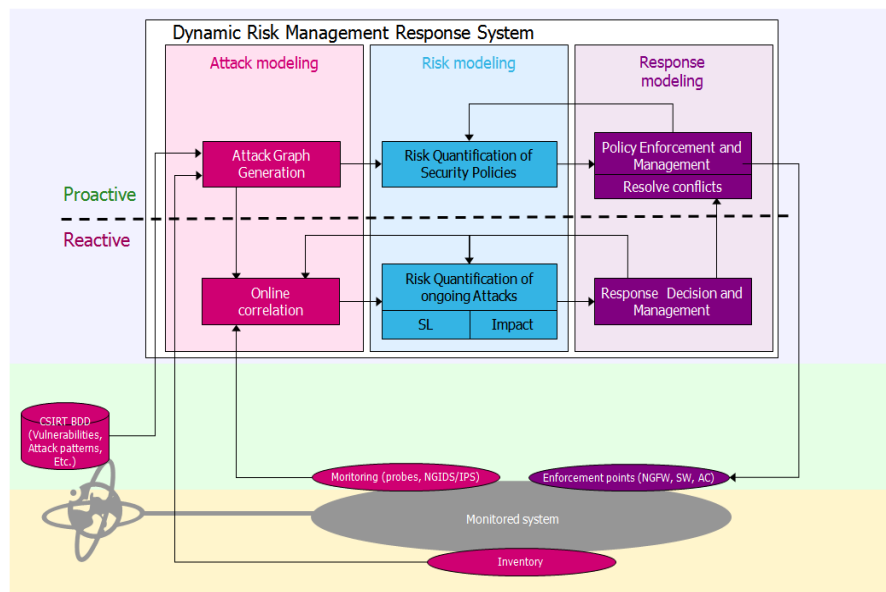 Dynamic Risk Management Response System
Attack modeling
Risk modeling
Response
modeling
Attack Graph
Generation
Risk Quantification of
Security Policies
Policy Enforcement and
Management
Resolve conflicts
Proactive
Reactive
Online
correlation
Risk Quantification of
ongoing Attacks
SL
Impact
Response Decision and
Management
CSIRT BDD
(Vulnerabilities,
Attack patterns,
Etc.)
Monitoring (probes, NGIDS/IPS)
Enforcement points (NGFW, SW, AC)
Monitored system
Inventory